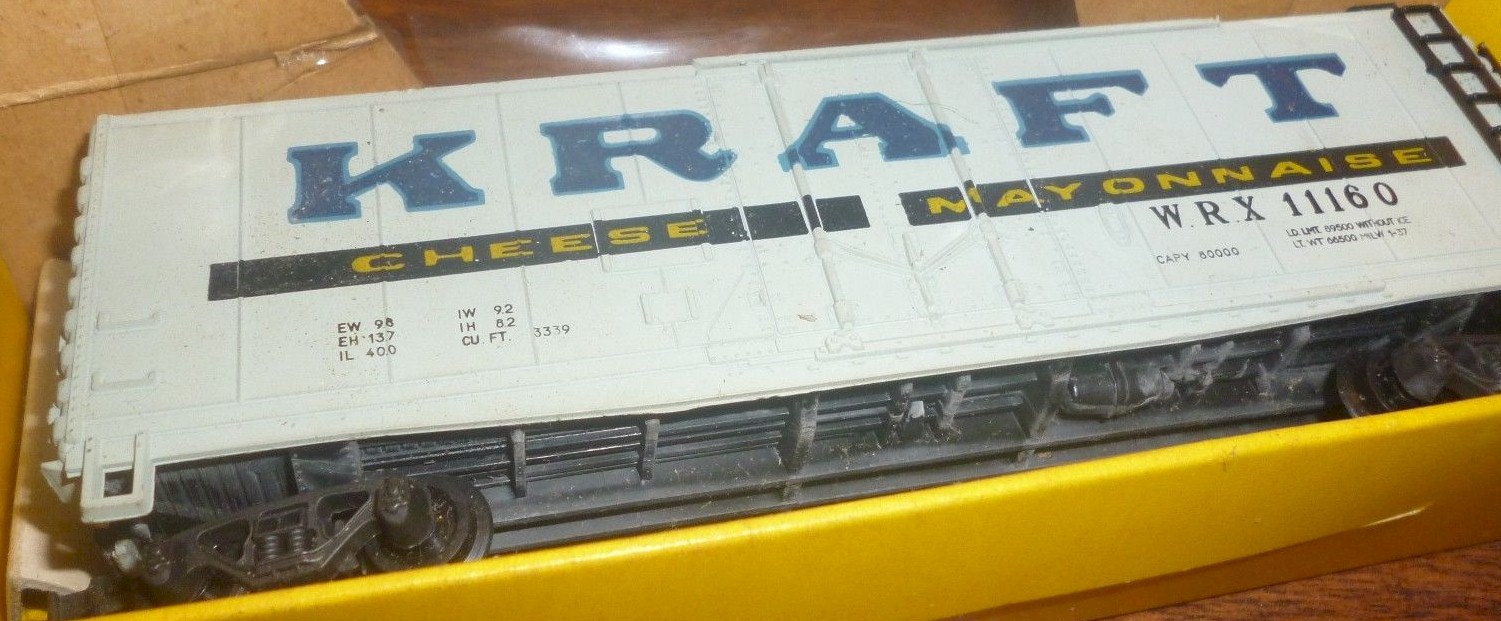 KRAFT
CHEESE MAYONNAISE
W.R.X 11160
LD. LMT. 89500 WITHOUT ICE
LT. WT 66500 MILW 1-37
CAPY 80000
EW 9.8
EH 13.7
IL 40.0
IW 9.2
IH 8.2
CU. FT. 3339